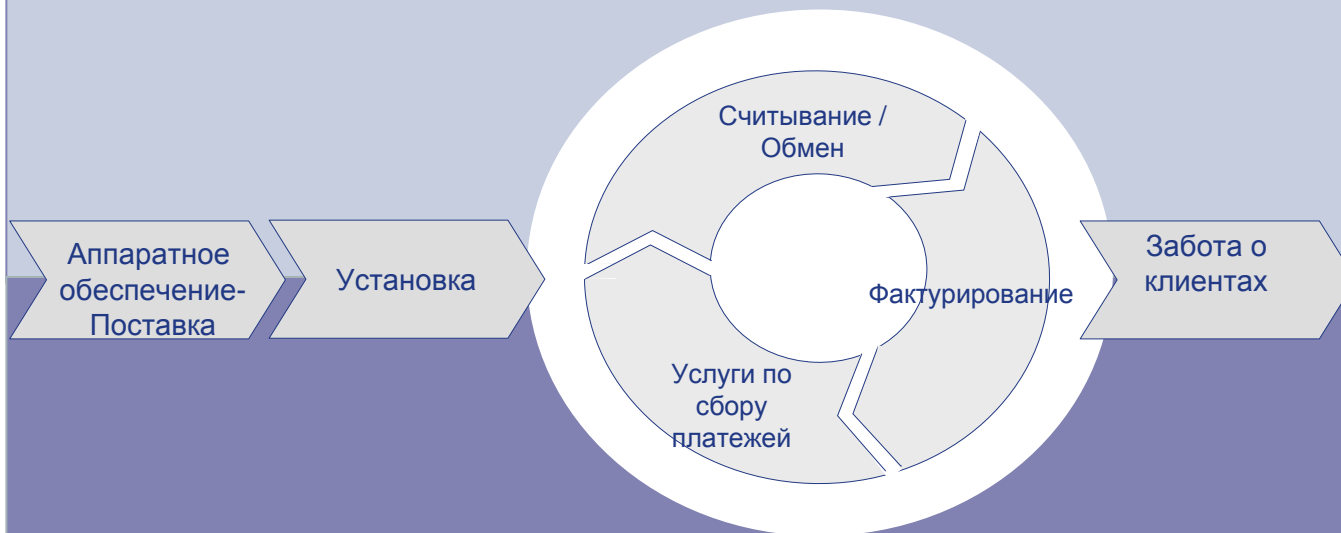 Аппаратное
обеспечение-
Поставка
Установка
Считывание /
Обмен
Фактурирование
Услуги по
сбору
платежей
Забота о
клиентах